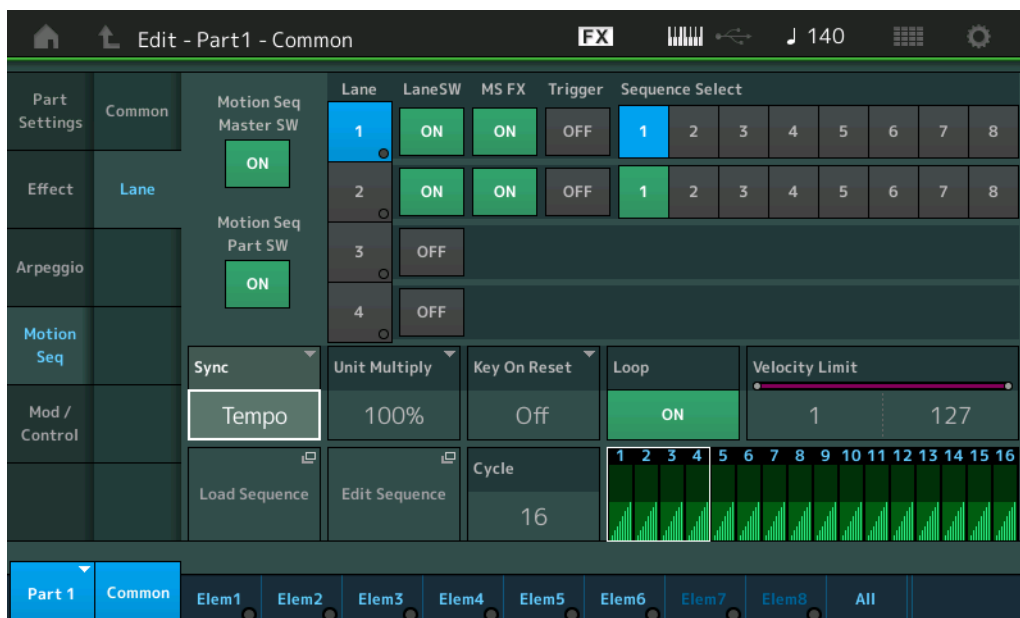 Edit - Part1 - Common FX ♩ 140
Part Settings
Effect
Arpeggio
Motion Seq
Mod / Control
Common
Lane
Motion Seq Master SW
ON
Motion Seq Part SW
ON
Lane LaneSW MS FX Trigger Sequence Select
1 ON ON OFF 1 2 3 4 5 6 7 8
2 ON ON OFF 1 2 3 4 5 6 7 8
3 OFF
4 OFF
Sync Unit Multiply Key On Reset Loop Velocity Limit
Tempo 100% Off ON 1 127
Load Sequence Edit Sequence Cycle 16
1 2 3 4 5 6 7 8 9 10 11 12 13 14 15 16
Part 1 Common Elem1 Elem2 Elem3 Elem4 Elem5 Elem6 Elem7 Elem8 All